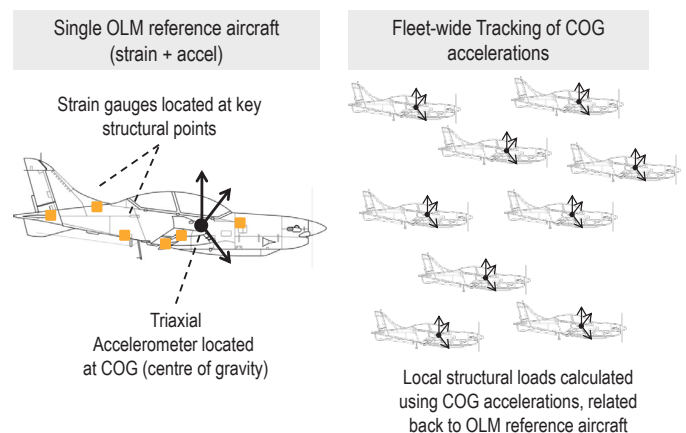 Single OLM reference aircraft
(strain + accel)
Strain gauges located at key
structural points
Triaxial
Accelerometer located
at COG (centre of gravity)
Fleet-wide Tracking of COG
accelerations
Local structural loads calculated
using COG accelerations, related
back to OLM reference aircraft